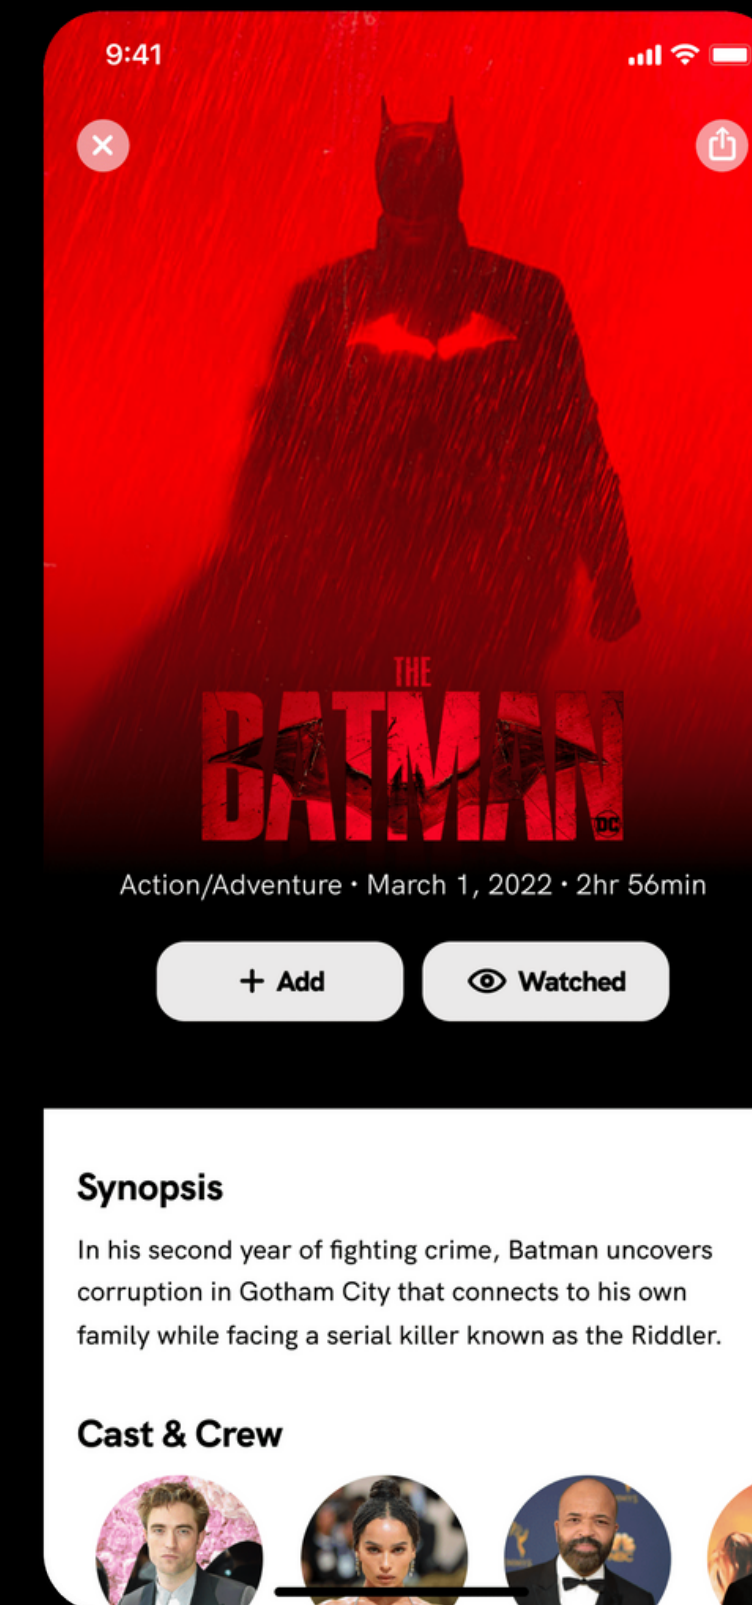 9:41
THE
BATMAN
DC
Action/Adventure • March 1, 2022 • 2hr 56min
+ Add
Watched
Synopsis
In his second year of fighting crime, Batman uncovers
corruption in Gotham City that connects to his own
family while facing a serial killer known as the Riddler.
Cast & Crew